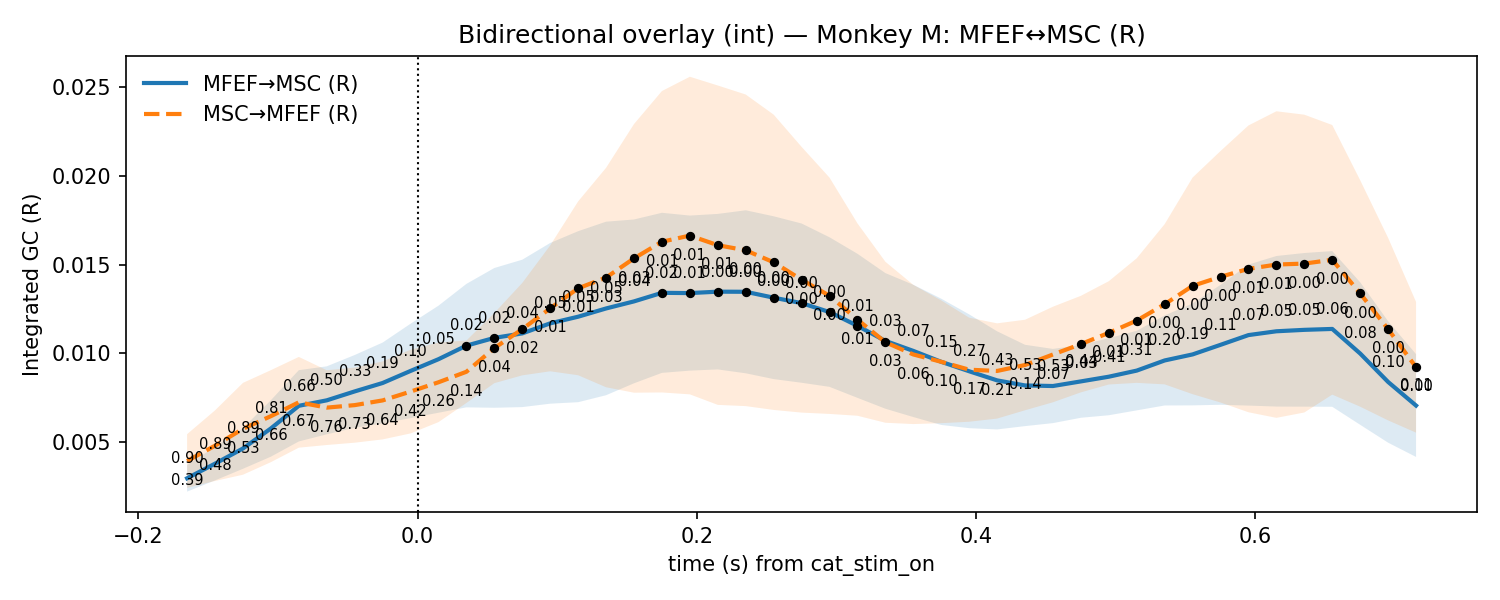 Bidirectional overlay (int) — Monkey M: MFEF↔MSC (R)
MFEF→MSC (R)
MSC→MFEF (R)
Integrated GC (R)
0.025
0.020
0.015
0.010
0.005
0.90 0.89 0.89 0.81 0.66 0.50 0.33 0.19 0.10 0.05 0.02 0.02 0.04 0.05 0.05 0.05
0.39 0.48 0.53 0.66 0.67 0.76 0.73 0.64 0.42 0.26 0.14 0.04 0.02 0.01 0.01 0.03
0.00 0.01 0.03 0.07 0.15 0.27 0.43 0.53
0.60 0.01 0.03 0.06 0.10 0.17 0.21 0.14 0.07
0.31 0.20 0.19 0.11 0.07 0.05 0.05 0.06 0.08 0.10
0.00 0.00 0.00 0.01 0.01 0.00 0.00 0.00 0.00
−0.2
0.0
0.2
0.4
0.6
time (s) from cat_stim_on